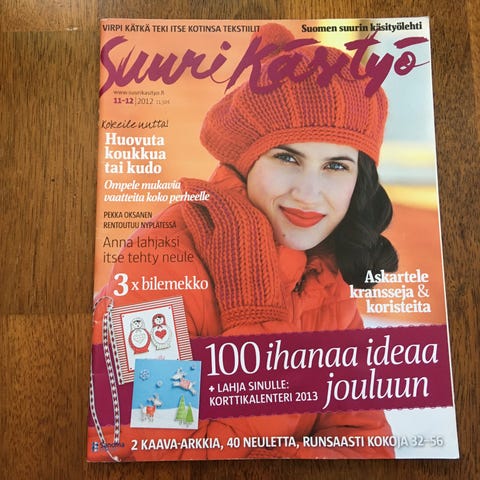 VIRPI KÄTKÄ TEKI ITSE KOTINSA TEKSTIILIT
Suomen suurin käsityölehti
Suuri Käsityö
www.suurikasityo.fi
11–12 | 2012
Kokeile uutta!
Huovuta
koukkua
tai kudo
Ompele mukavia
vaatteita koko perheelle
PEKKA OKSANEN
RENTOUTUU NYPLÄTESSÄ
Anna lahjaksi
itse tehty neule
3 x bilemekko
Askartele
kransseja &
koristeita
100 ihanaa ideaa
jouluun
+ LAHJA SINULLE:
KORTTIKALENTERI 2013
2 KAAVA-ARKKIA, 40 NEULETTA, RUNSAASTI KOKOJA 32–56
Sanoma